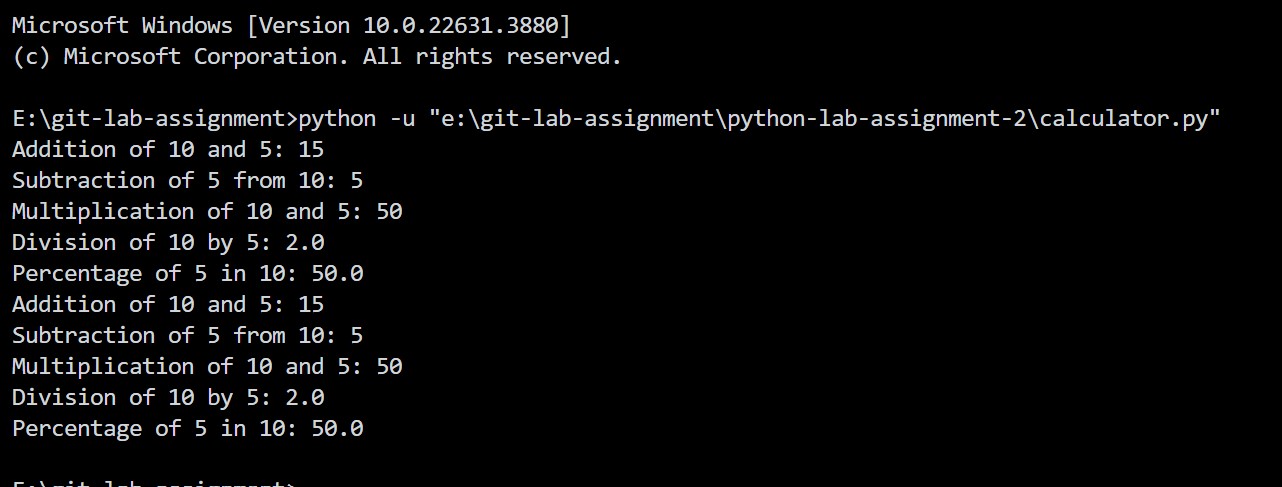 Microsoft Windows [Version 10.0.22631.3880]
(c) Microsoft Corporation. All rights reserved.
E:\git-lab-assignment>python -u "e:\git-lab-assignment\python-lab-assignment-2\calculator.py"
Addition of 10 and 5: 15
Subtraction of 5 from 10: 5
Multiplication of 10 and 5: 50
Division of 10 by 5: 2.0
Percentage of 5 in 10: 50.0
Addition of 10 and 5: 15
Subtraction of 5 from 10: 5
Multiplication of 10 and 5: 50
Division of 10 by 5: 2.0
Percentage of 5 in 10: 50.0
E:\git-lab-assignment>